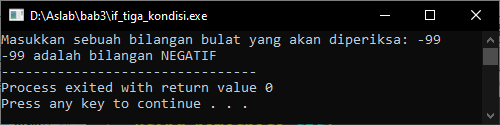 D:\Aslab\bab3\if_tiga_kondisi.exe
Masukkan sebuah bilangan bulat yang akan diperiksa: -99
-99 adalah bilangan NEGATIF
--------------------------------
Process exited with return value 0
Press any key to continue . . .